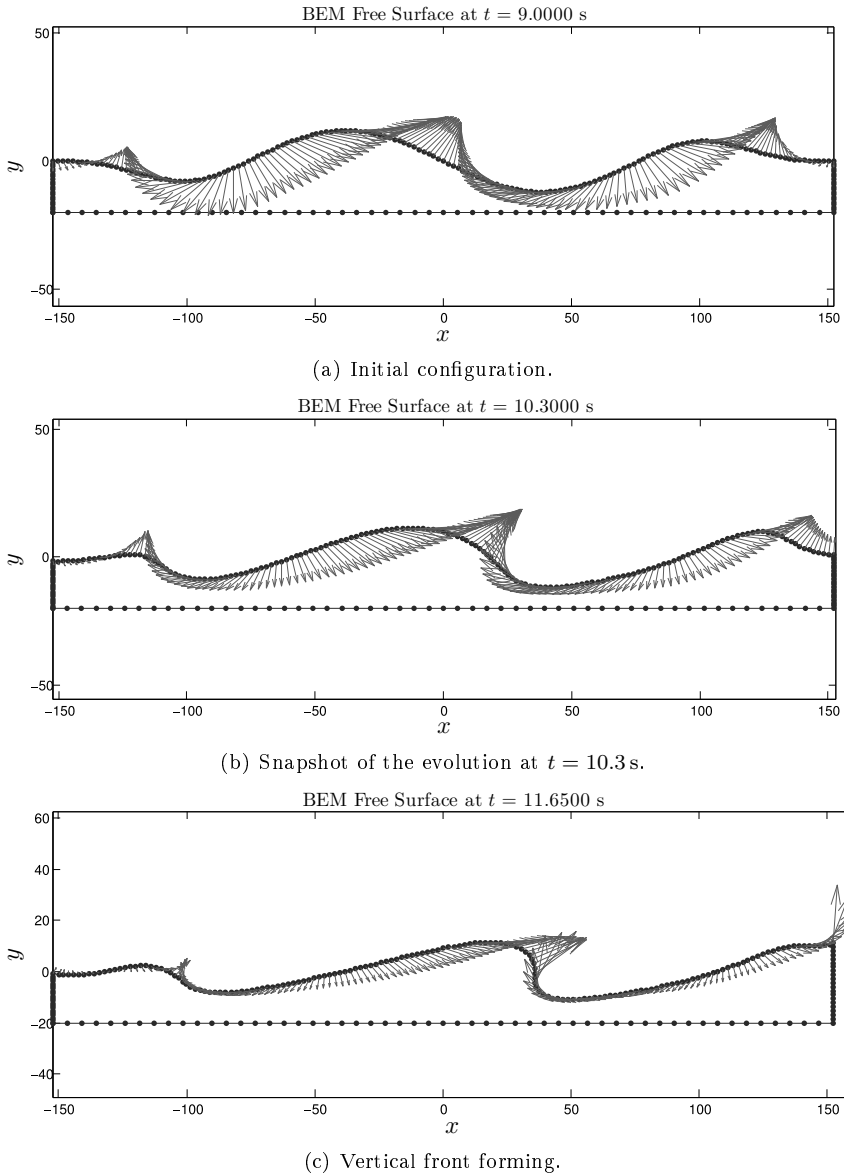 BEM Free Surface at t = 9.0000 s
50
0
−50
y
−150 −100 −50 0 50 100 150
x
(a) Initial configuration.
BEM Free Surface at t = 10.3000 s
50
0
−50
y
−150 −100 −50 0 50 100 150
x
(b) Snapshot of the evolution at t = 10.3 s.
BEM Free Surface at t = 11.6500 s
60
40
20
0
−20
−40
y
−150 −100 −50 0 50 100 150
x
(c) Vertical front forming.